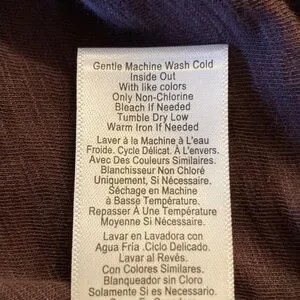 Gentle Machine Wash Cold
Inside Out
With like colors
Only Non-Chlorine
Bleach If Needed
Tumble Dry Low
Warm Iron If Needed
Laver à la Machine à L'eau
Froide. Cycle Délicat. À L'envers.
Avec Des Couleurs Similaires.
Blanchisseur Non Chloré
Uniquement, Si Nécessaire.
Séchage en Machine
à Basse Température.
Repasser À Une Température
Moyenne Si Nécessaire.
Lavar en Lavadora con
Agua Fría .Ciclo Delicado.
Lavar al Revés.
Con Colores Similares.
Blanqueador sin Cloro
Solamente Si es Necessario.